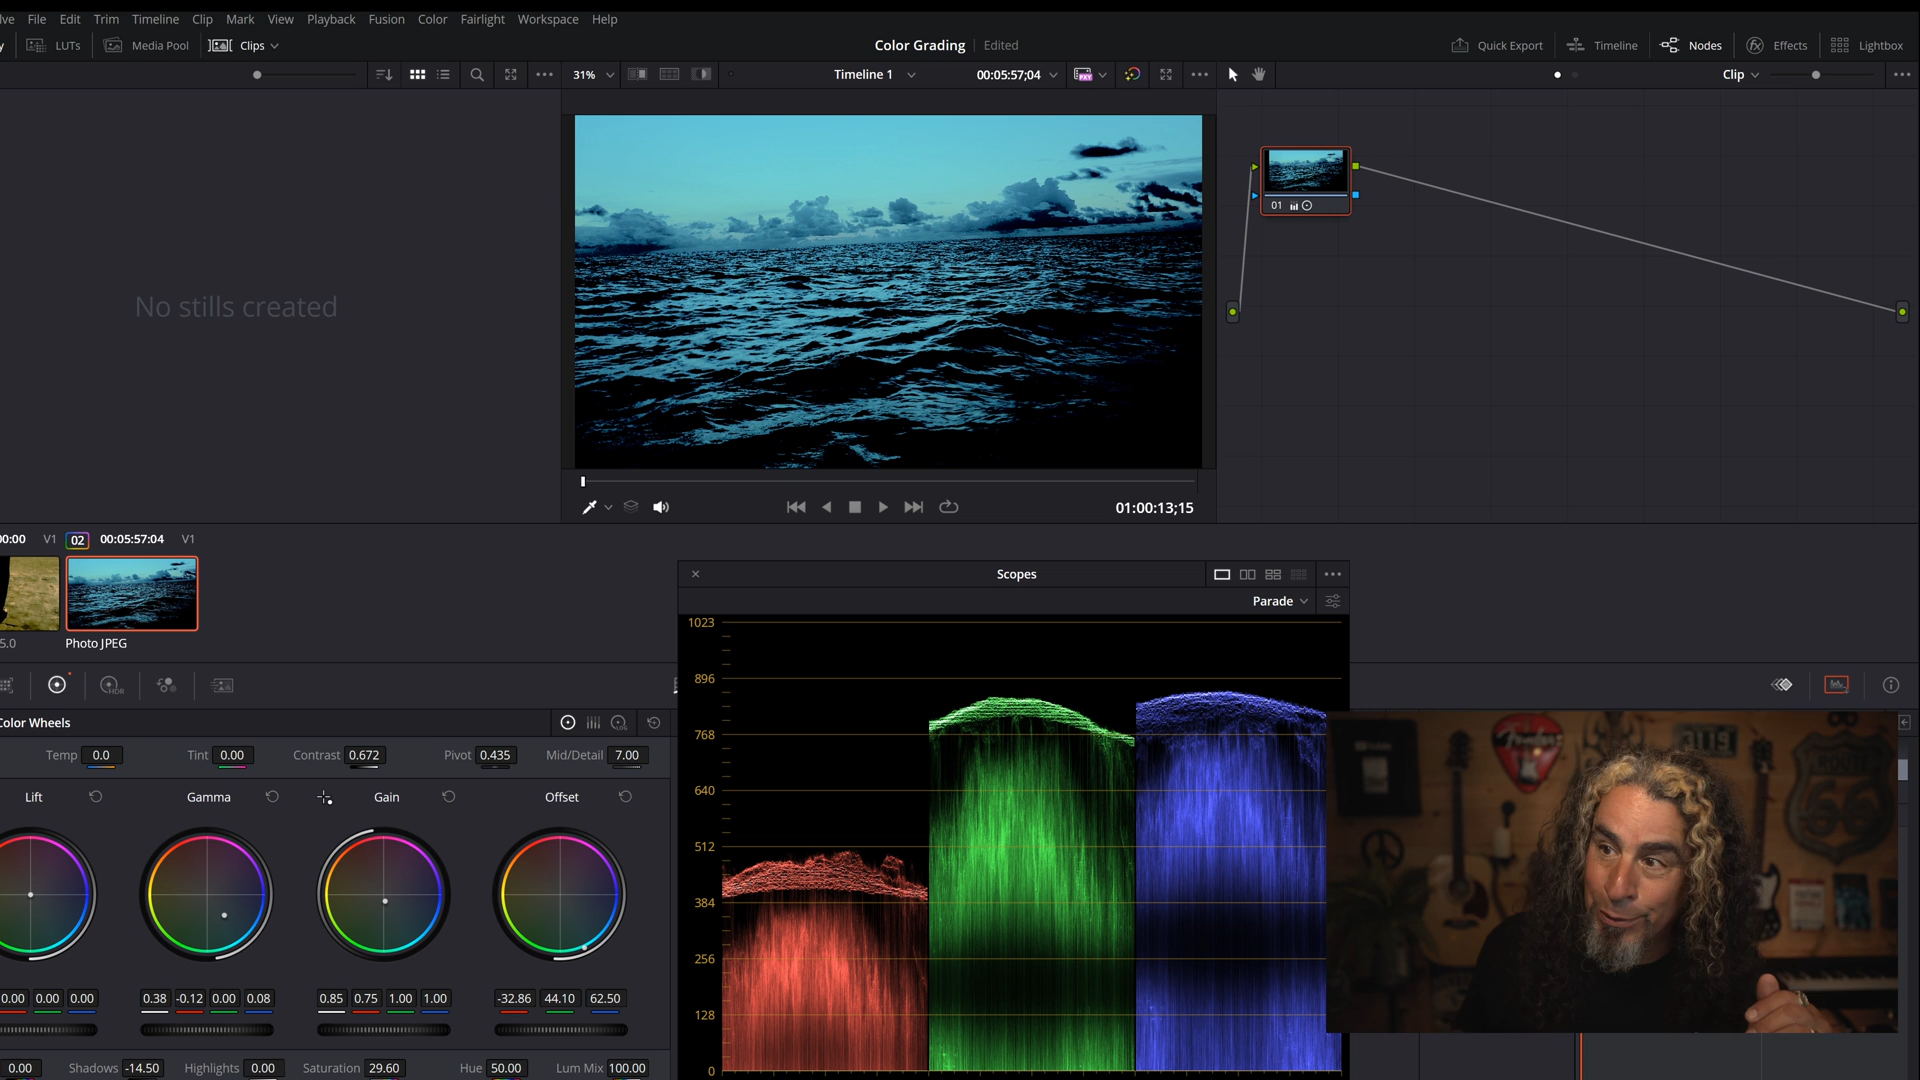 lve File Edit Trim Timeline Clip Mark View Playback Fusion Color Fairlight Workspace Help
y LUTs Media Pool Clips Color Grading Edited Quick Export Timeline Nodes Effects Lightbox
31% Timeline 1 00:05:57;04 Clip
No stills created
01
01:00:13;15
00:00 V1 02 00:05:57:04 V1
5.0 Photo JPEG
Scopes
Parade
1023
896
768
640
512
384
256
128
0
HDR
Color Wheels
Temp 0.0 Tint 0.00 Contrast 0.672 Pivot 0.435 Mid/Detail 7.00
Lift Gamma Gain Offset
0.00 0.00 0.00 0.38 -0.12 0.00 0.08 0.85 0.75 1.00 1.00 -32.86 44.10 62.50
0.00 Shadows -14.50 Highlights 0.00 Saturation 29.60 Hue 50.00 Lum Mix 100.00
Fender
ROUTE
66